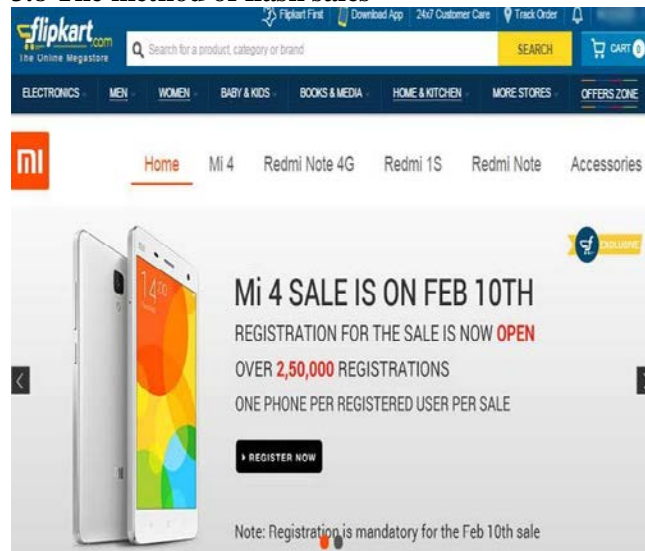 Flipkart First Download App 24x7 Customer Care Track Order
flipkart.com
The Online Megastore
Search for a product, category or brand
SEARCH
CART 0
ELECTRONICS MEN WOMEN BABY & KIDS BOOKS & MEDIA HOME & KITCHEN MORE STORES OFFERS ZONE
mi
Home Mi 4 Redmi Note 4G Redmi 1S Redmi Note Accessories
EXCLUSIVE
Mi 4 SALE IS ON FEB 10TH
REGISTRATION FOR THE SALE IS NOW OPEN
OVER 2,50,000 REGISTRATIONS
ONE PHONE PER REGISTERED USER PER SALE
REGISTER NOW
Note: Registration is mandatory for the Feb 10th sale